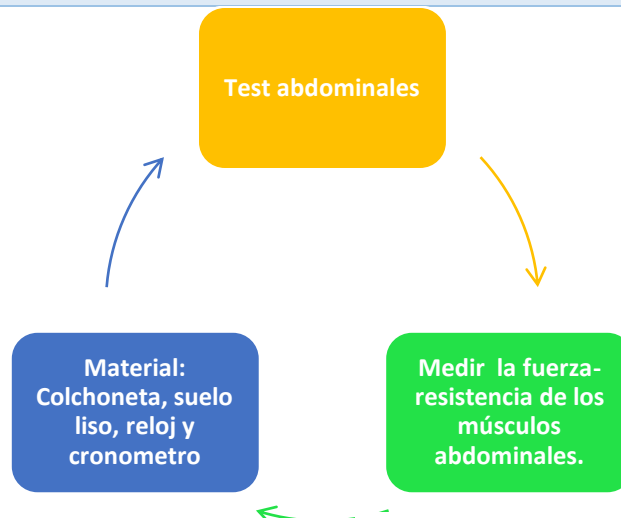 Test abdominales
Medir la fuerza-
resistencia de los
músculos
abdominales.
Material:
Colchoneta, suelo
liso, reloj y
cronometro